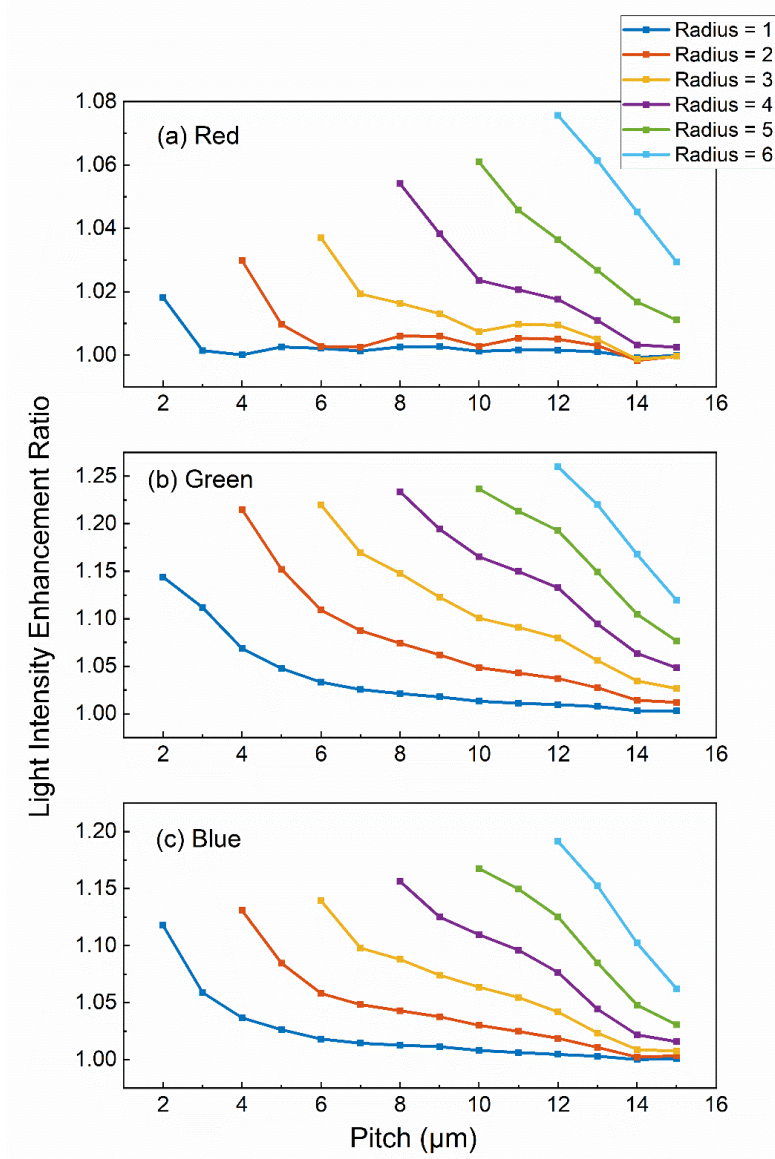 Radius = 1
Radius = 2
Radius = 3
Radius = 4
Radius = 5
Radius = 6
(a) Red
1.08
1.06
1.04
1.02
1.00
2 4 6 8 10 12 14 16
(b) Green
1.25
1.20
1.15
1.10
1.05
1.00
2 4 6 8 10 12 14 16
(c) Blue
1.20
1.15
1.10
1.05
1.00
2 4 6 8 10 12 14 16
Light Intensity Enhancement Ratio
Pitch (μm)